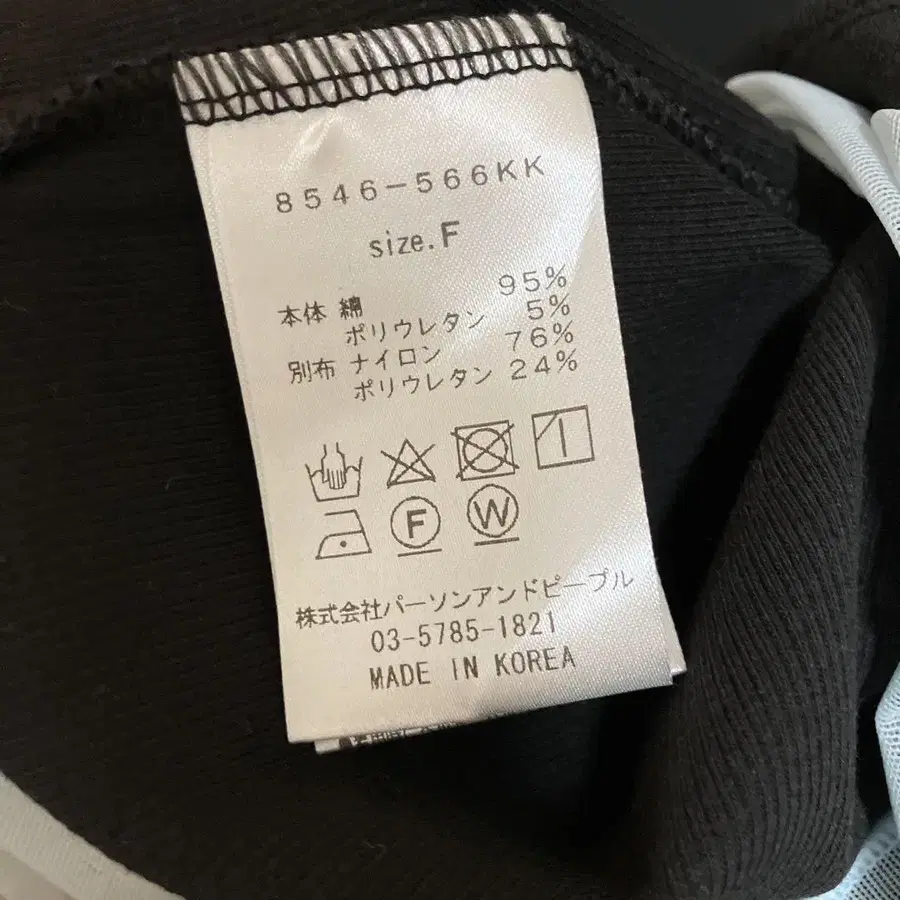 8546-566KK
size.F
本体 綿 95%
ポリウレタン 5%
別布 ナイロン 76%
ポリウレタン 24%
F W
株式会社パーソンアンドピープル
03-5785-1821
MADE IN KOREA